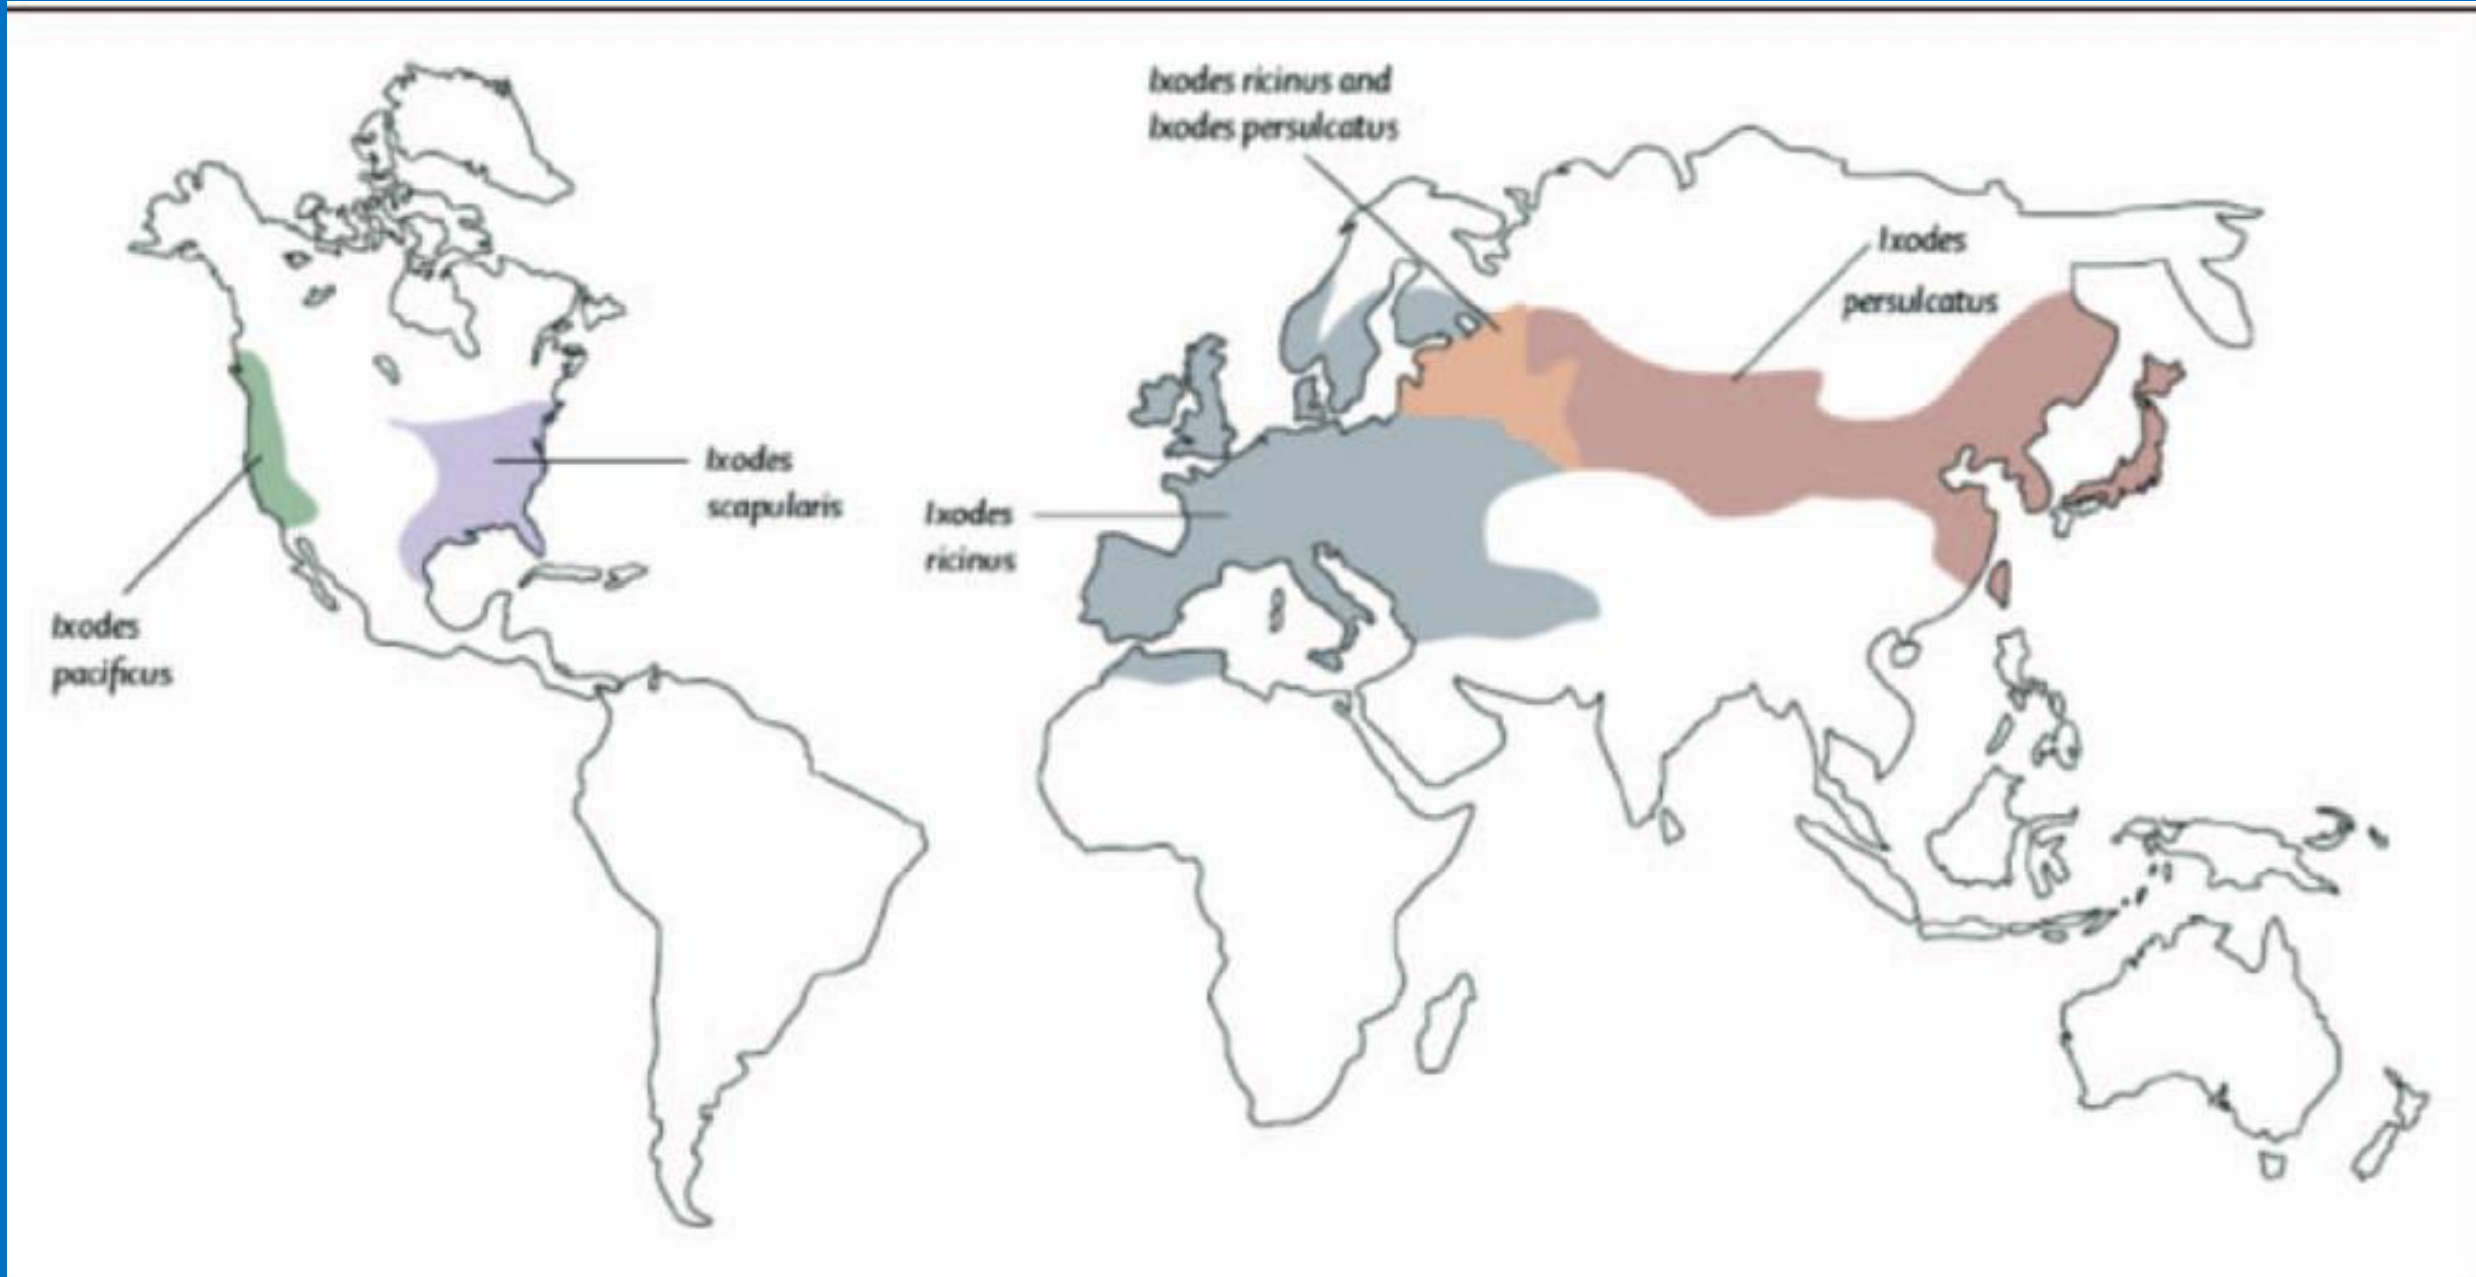 Ixodes ricinus and
Ixodes persulcatus
Ixodes
persulcatus
Ixodes
scapularis
Ixodes
ricinus
Ixodes
pacificus